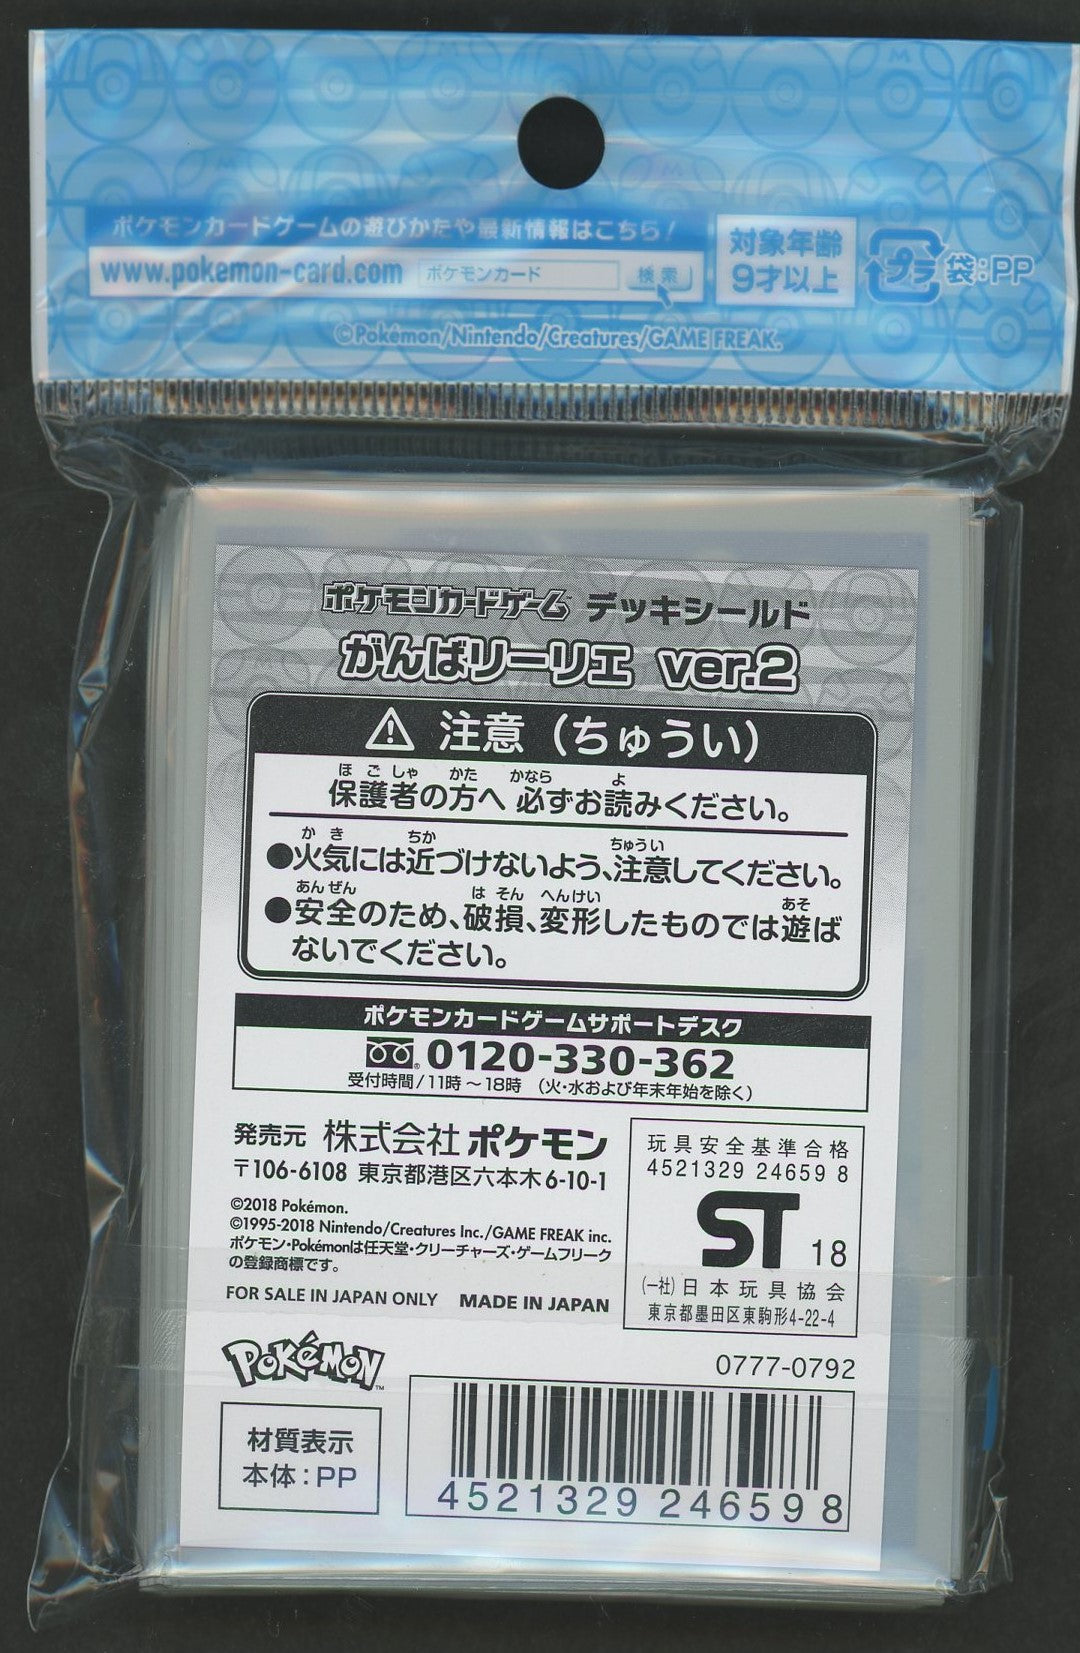 ポケモンカードゲームの遊びかたや最新情報はこちら!
www.pokemon-card.com ポケモンカード 検索
対象年齢
9才以上
プラ 袋:PP
©Pokémon/Nintendo/Creatures/GAME FREAK.
ポケモンカードゲーム デッキシールド
がんばリーリエ ver.2
注意(ちゅうい)
ほごしゃ かた かなら よ
保護者の方へ 必ずお読みください。
かき ちか ちゅうい
●火気には近づけないよう、注意してください。
あんぜん はそん へんけい あそ
●安全のため、破損、変形したものでは遊ば
ないでください。
ポケモンカードゲームサポートデスク
0120-330-362
受付時間/11時～18時 (火・水および年末年始を除く)
発売元 株式会社 ポケモン
〒106-6108 東京都港区六本木6-10-1
©2018 Pokémon.
©1995-2018 Nintendo/Creatures Inc./GAME FREAK inc.
ポケモン・Pokémonは任天堂・クリーチャーズ・ゲームフリーク
の登録商標です。
FOR SALE IN JAPAN ONLY MADE IN JAPAN
玩具安全基準合格
4521329 24659 8
ST 18
(一社)日本玩具協会
東京都墨田区東駒形4-22-4
POKéMON™
0777-0792
材質表示
本体:PP
4521329 246598